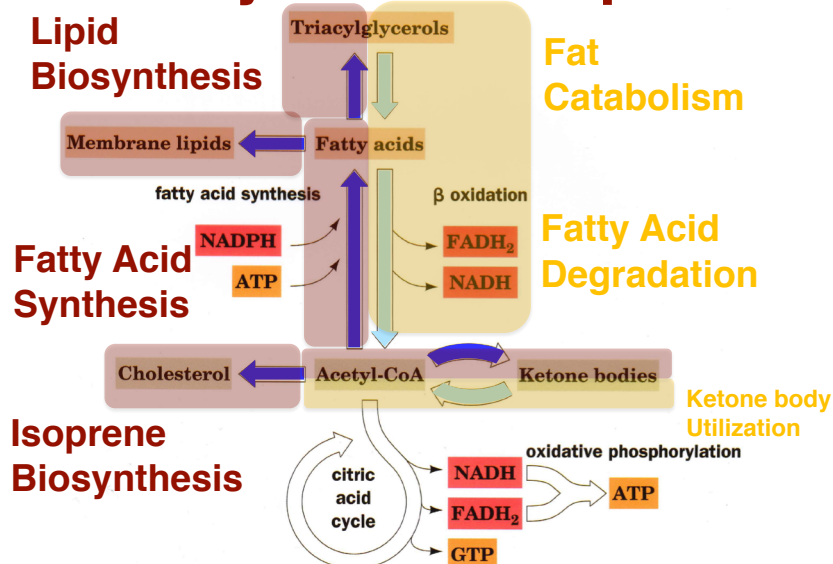 Triacylglycerols
Lipid
Biosynthesis
Fat
Catabolism
Membrane lipids
Fatty acids
fatty acid synthesis
β oxidation
NADPH
FADH₂
Fatty Acid
Degradation
Fatty Acid
Synthesis
ATP
NADH
Cholesterol
Acetyl-CoA
Ketone bodies
Ketone body
Utilization
Isoprene
Biosynthesis
oxidative phosphorylation
citric
acid
cycle
NADH
ATP
FADH₂
GTP